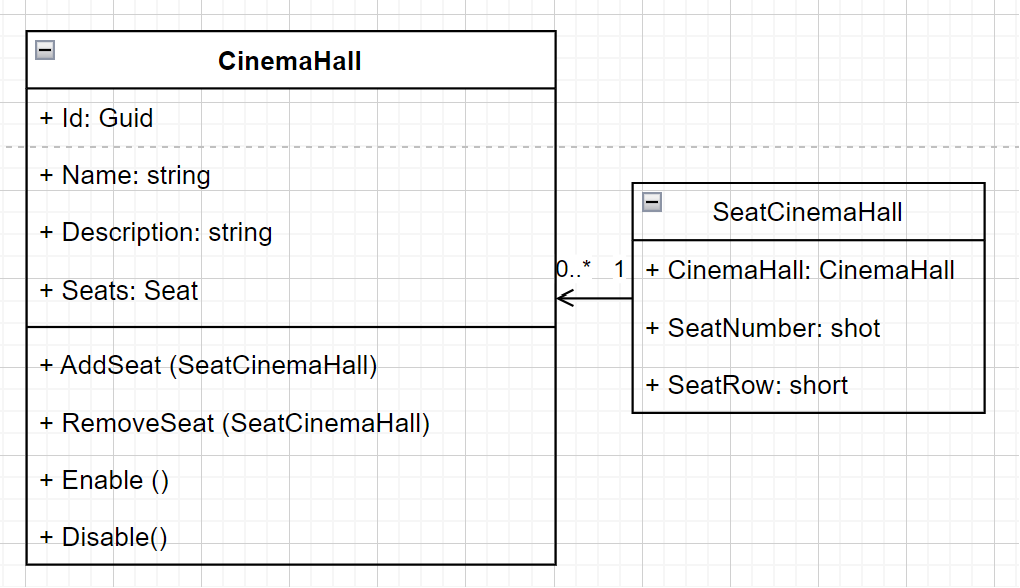 CinemaHall
+ Id: Guid
+ Name: string
+ Description: string
+ Seats: Seat
+ AddSeat (SeatCinemaHall)
+ RemoveSeat (SeatCinemaHall)
+ Enable ()
+ Disable()
0..* 1
SeatCinemaHall
+ CinemaHall: CinemaHall
+ SeatNumber: shot
+ SeatRow: short